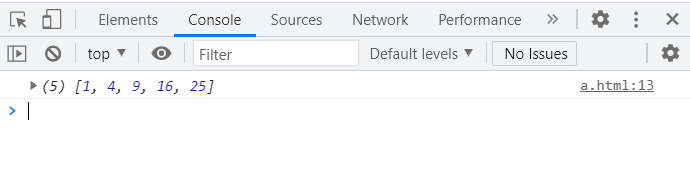 Elements Console Sources Network Performance »
top ▼ Filter Default levels ▼ No Issues
▶ (5) [1, 4, 9, 16, 25] a.html:13
>